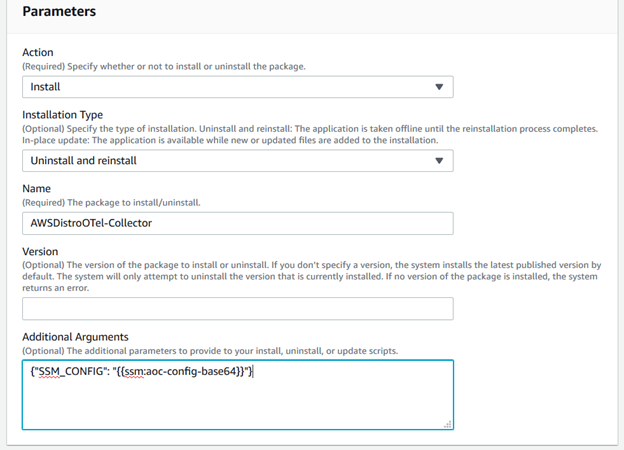 Parameters
Action
(Required) Specify whether or not to install or uninstall the package.
Install
Installation Type
(Optional) Specify the type of installation. Uninstall and reinstall: The application is taken offline until the reinstallation process completes.
In-place update: The application is available while new or updated files are added to the installation.
Uninstall and reinstall
Name
(Required) The package to install/uninstall.
AWSDistroOTel-Collector
Version
(Optional) The version of the package to install or uninstall. If you don't specify a version, the system installs the latest published version by
default. The system will only attempt to uninstall the version that is currently installed. If no version of the package is installed, the system
returns an error.
Additional Arguments
(Optional) The additional parameters to provide to your install, uninstall, or update scripts.
{"SSM_CONFIG": "{{ssm:aoc-config-base64}}"}